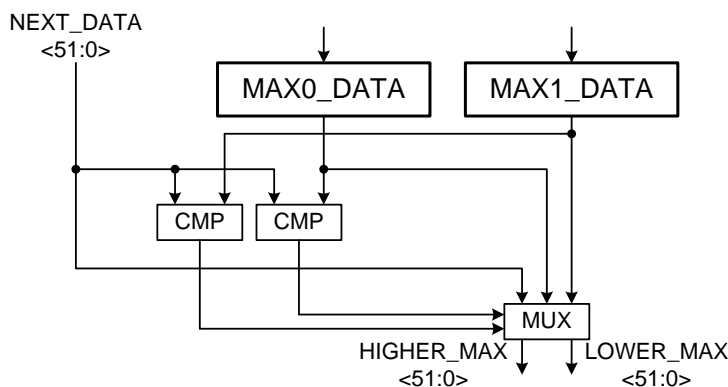 NEXT_DATA
<51:0>
MAX0_DATA
MAX1_DATA
CMP
CMP
MUX
HIGHER_MAX
<51:0>
LOWER_MAX
<51:0>